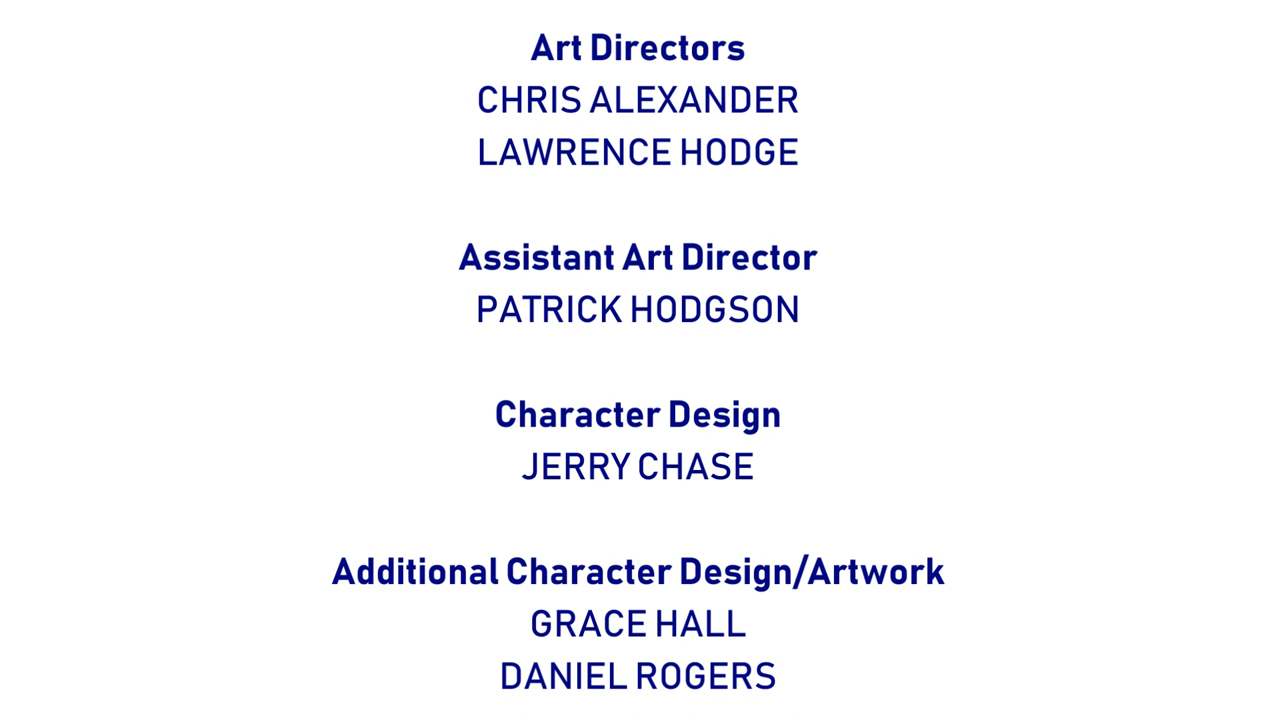 Art Directors
CHRIS ALEXANDER
LAWRENCE HODGE
Assistant Art Director
PATRICK HODGSON
Character Design
JERRY CHASE
Additional Character Design/Artwork
GRACE HALL
DANIEL ROGERS